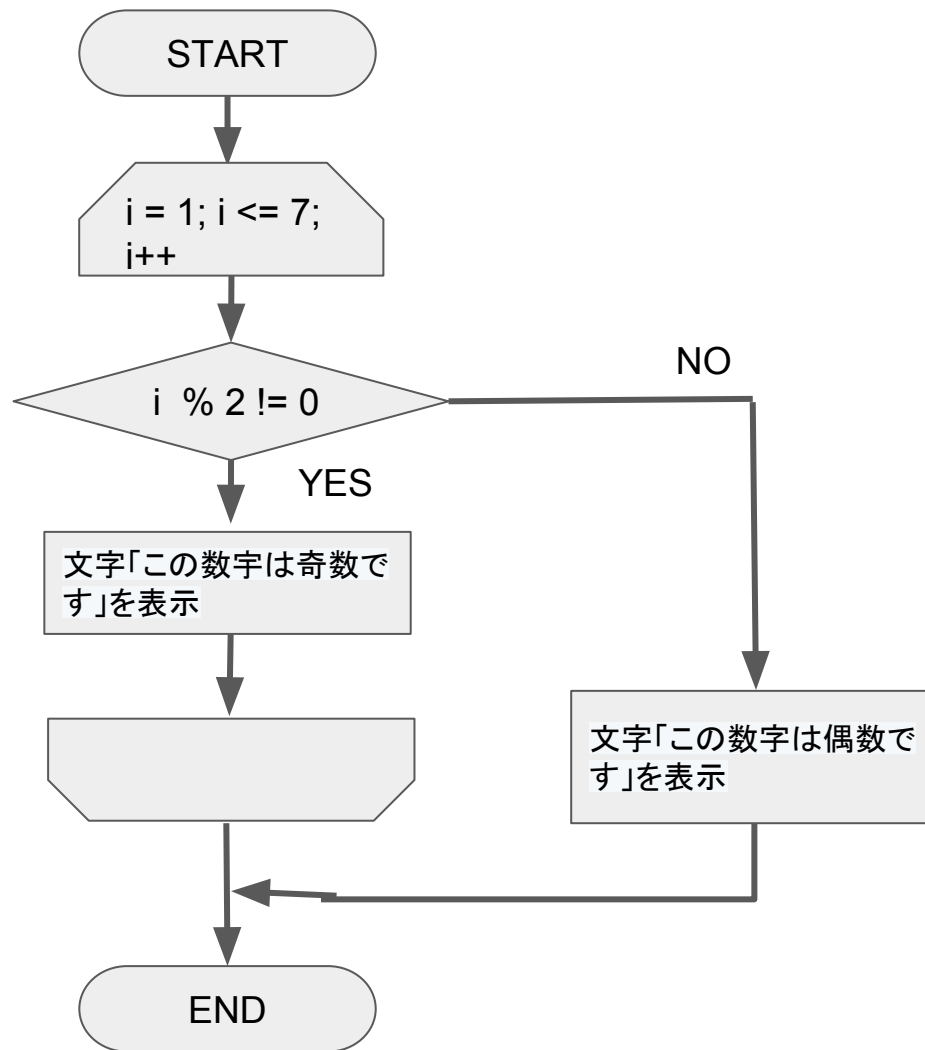 START
i = 1; i <= 7;
i++
i % 2 != 0
NO
YES
文字「この数宇は奇数で
す」を表示
文字「この数字は偶数で
す」を表示
END